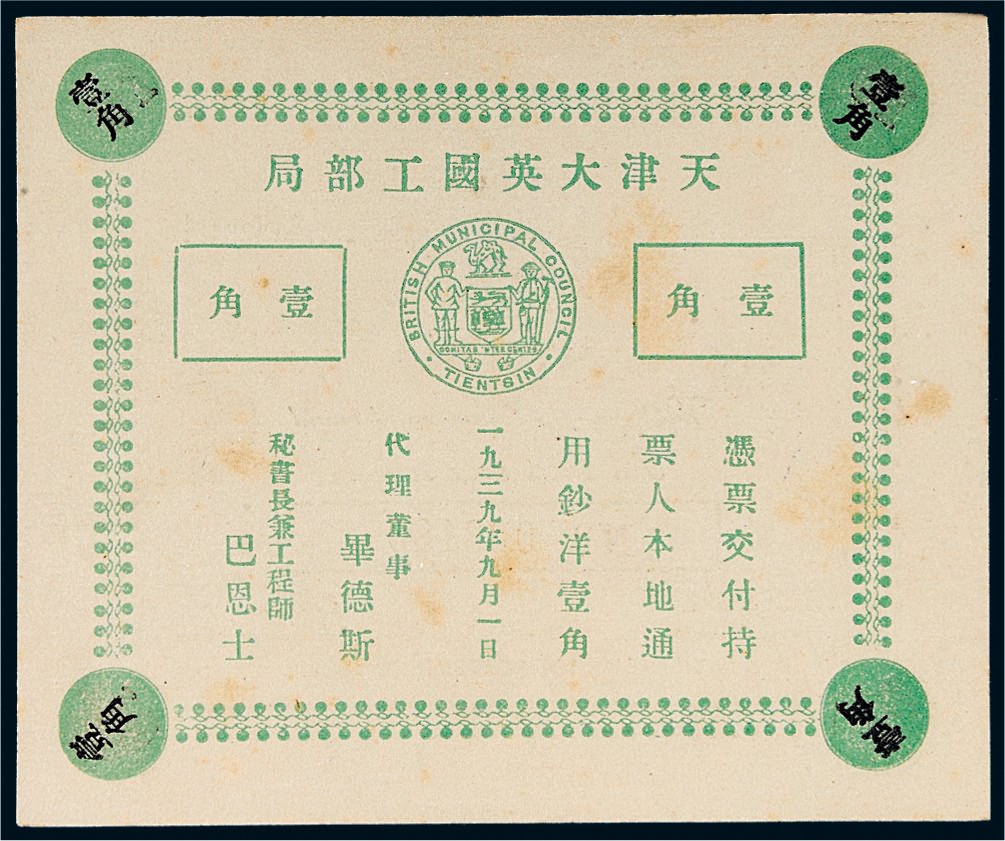 壹角
壹角
天津大英國工部局
壹角
BRITISH MUNICIPAL COUNCIL
TIENTSIN
壹角
憑票交付持
票人本地通
用鈔洋壹角
一九三九年九月一日
代理董事
畢德斯
秘書長兼工程師
巴恩士
壹角
壹角